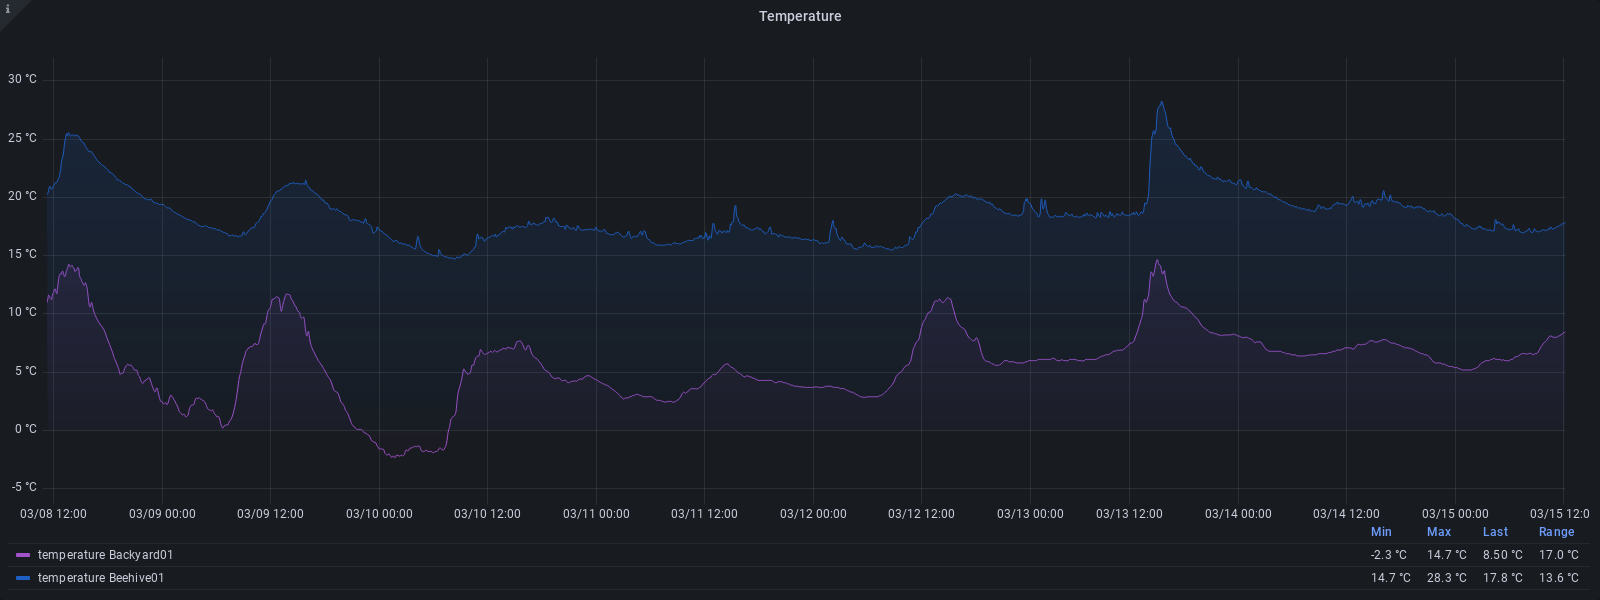 i
Temperature
30 °C
25 °C
20 °C
15 °C
10 °C
5 °C
0 °C
-5 °C
03/08 12:00 03/09 00:00 03/09 12:00 03/10 00:00 03/10 12:00 03/11 00:00 03/11 12:00 03/12 00:00 03/12 12:00 03/13 00:00 03/13 12:00 03/14 00:00 03/14 12:00 03/15 00:00 03/15 12:0
Min Max Last Range
temperature Backyard01 -2.3 °C 14.7 °C 8.50 °C 17.0 °C
temperature Beehive01 14.7 °C 28.3 °C 17.8 °C 13.6 °C